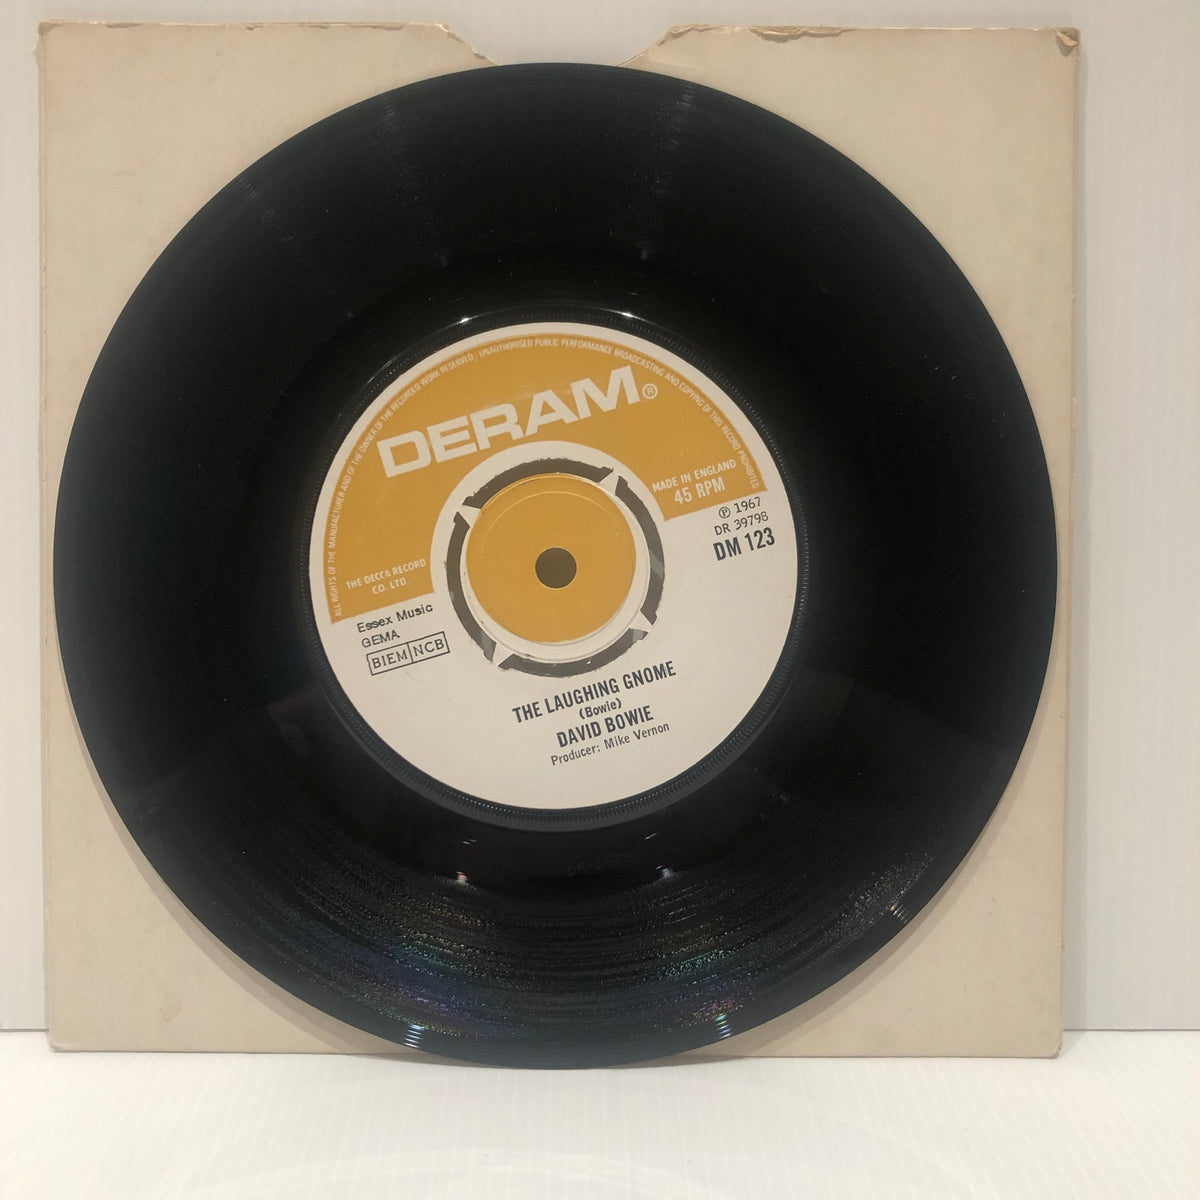 ALL RIGHTS OF THE MANUFACTURER AND OF THE OWNER OF THE RECORDED WORK RESERVED. UNAUTHORISED PUBLIC PERFORMANCE BROADCASTING AND COPYING OF THIS RECORD PROHIBITED
DERAM®
MADE IN ENGLAND
45 RPM
℗ 1967
DR 39798
DM 123
THE DECCA RECORD
CO. LTD.
Essex Music
GEMA
BIEM NCB
THE LAUGHING GNOME
(Bowie)
DAVID BOWIE
Producer: Mike Vernon